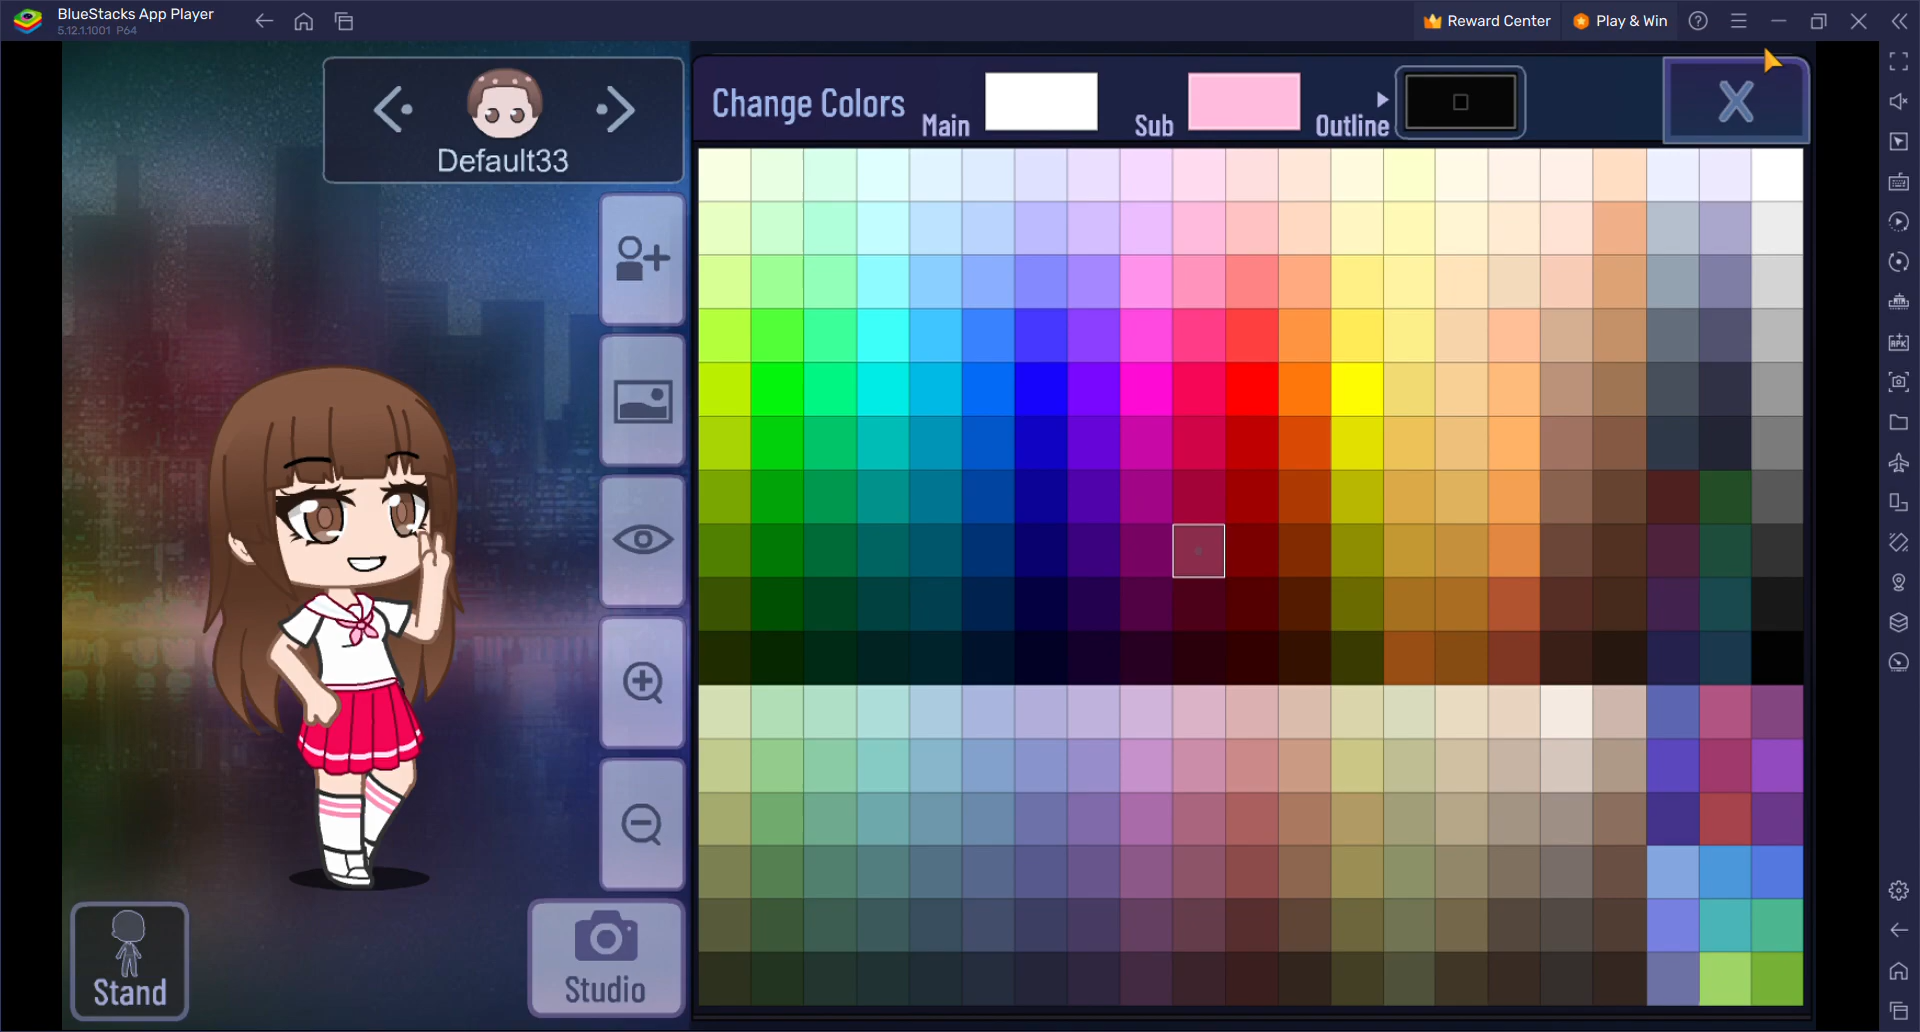 BlueStacks App Player
5.12.1.1001 P64
Reward Center
Play & Win
Default33
Change Colors
Main
Sub
Outline
X
Stand
Studio